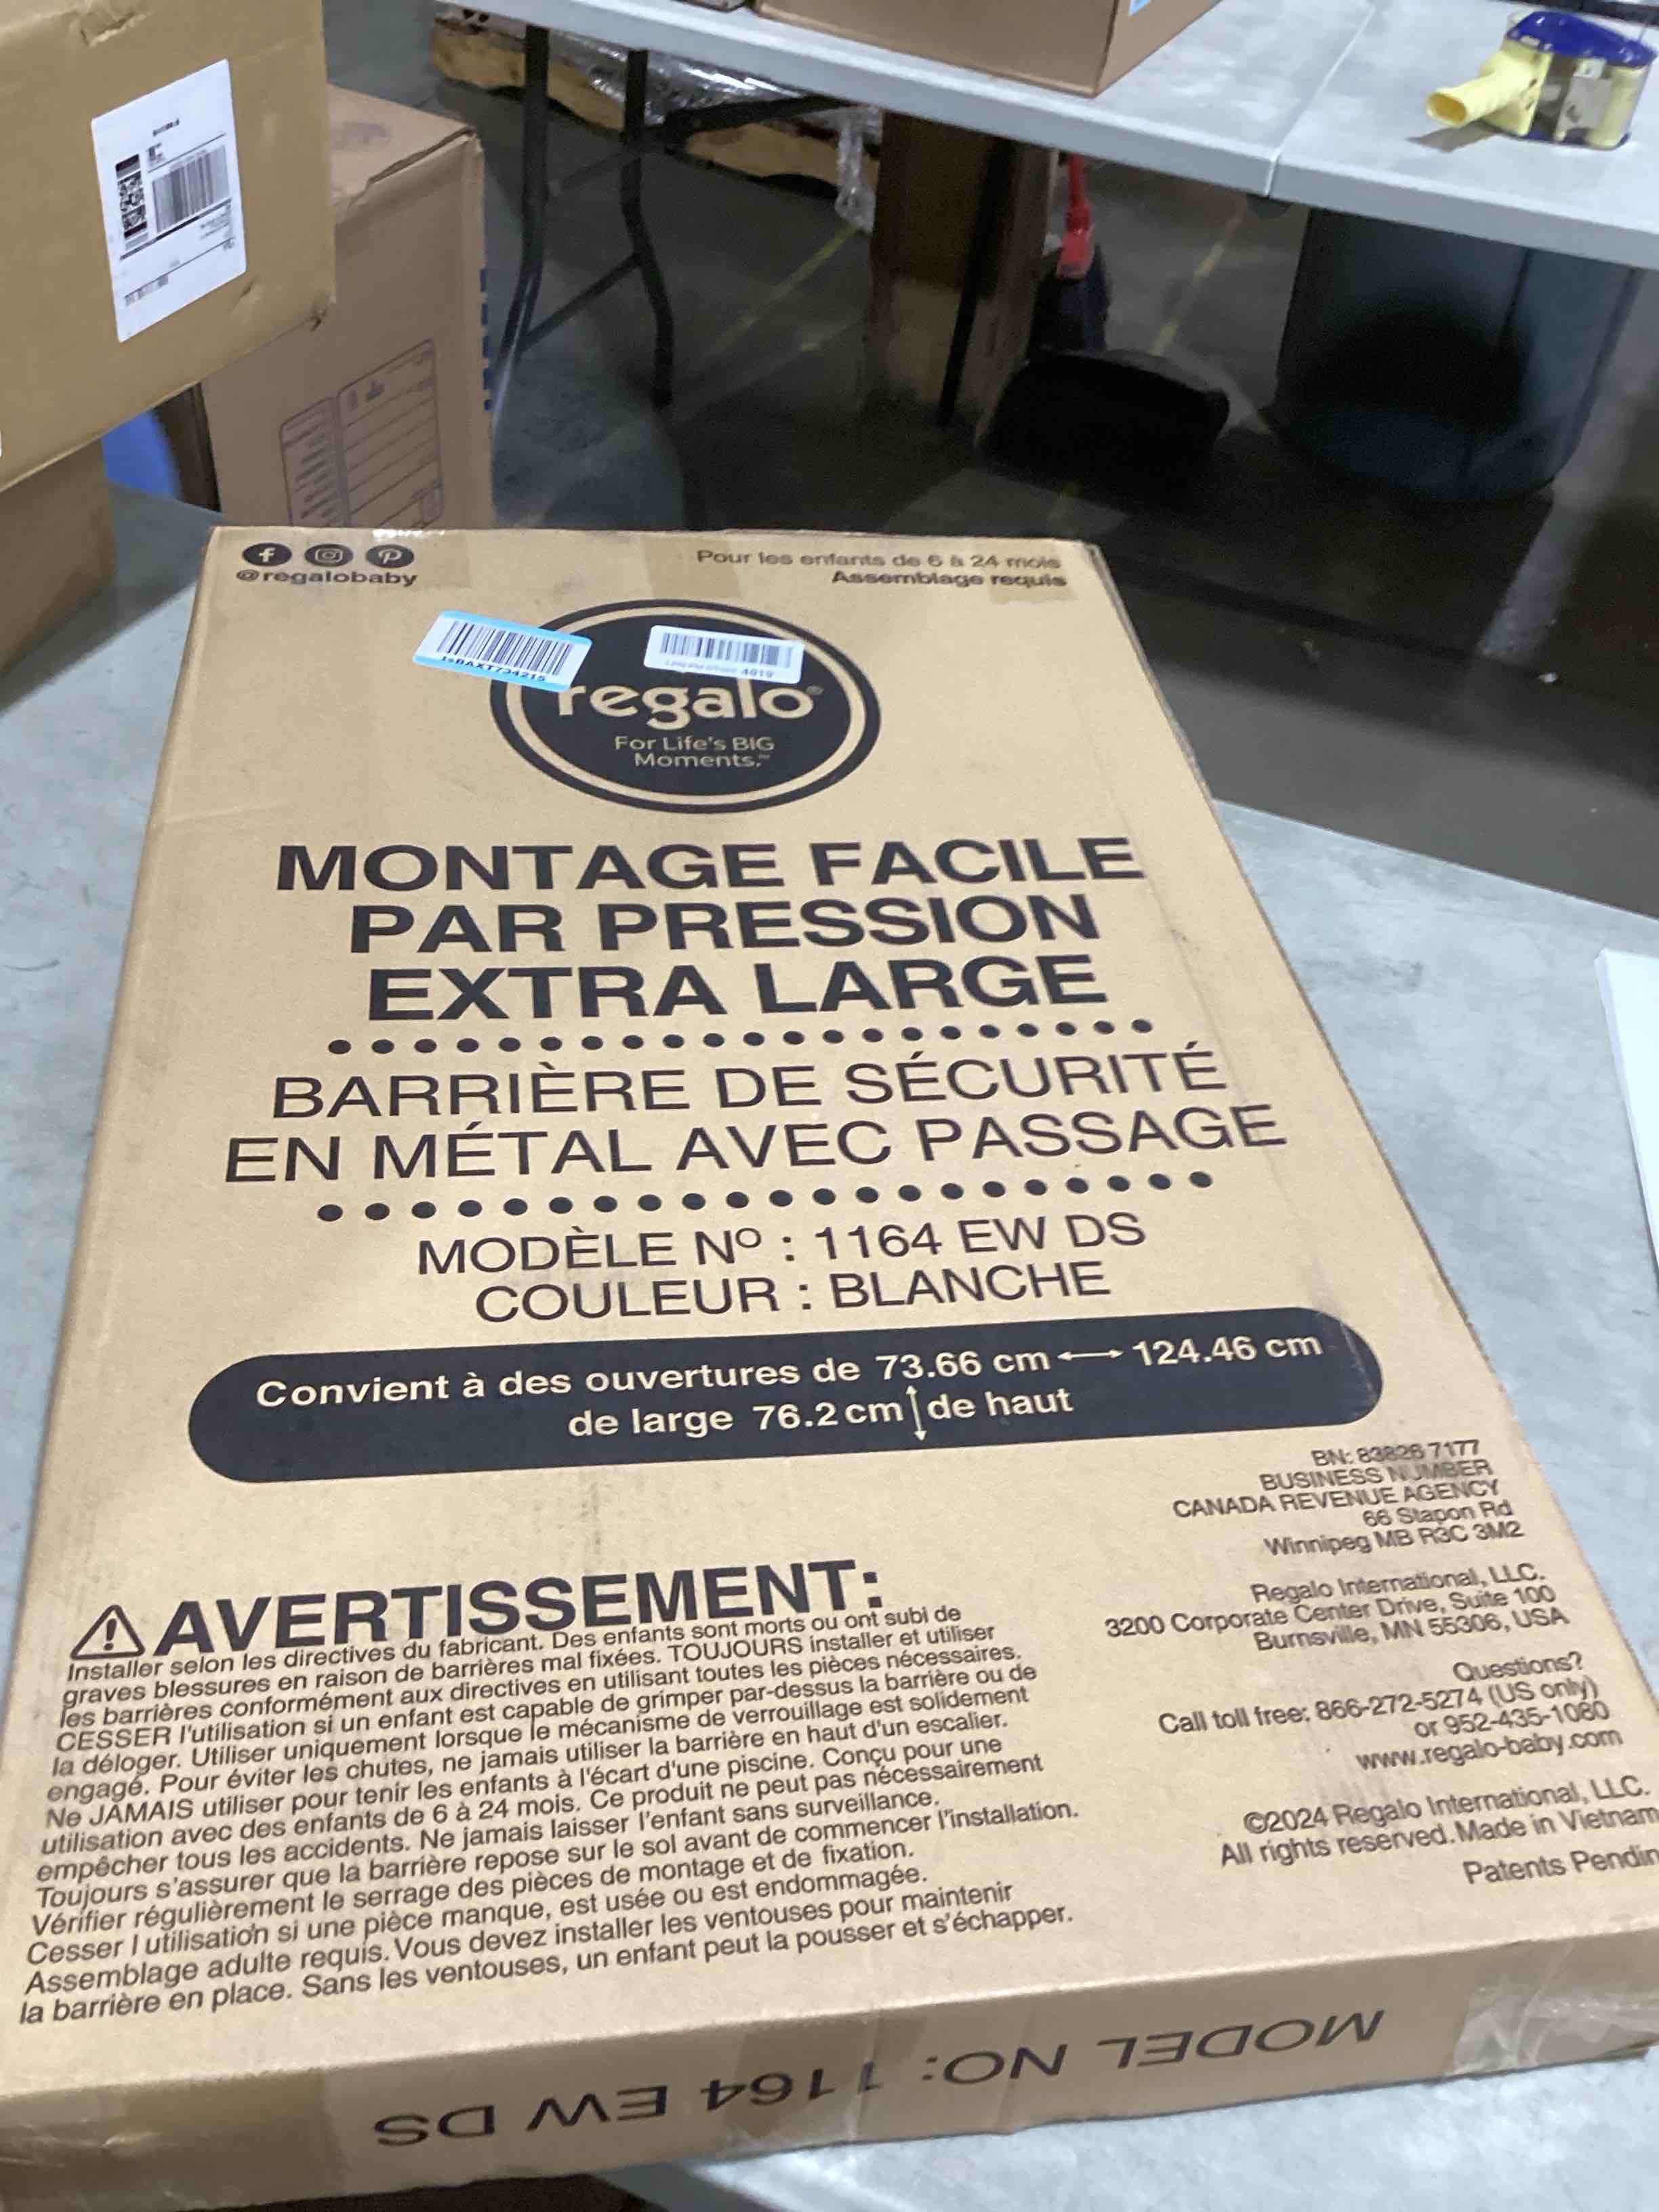 @regalobaby
Pour les enfants de 6 à 24 mois
Assemblage requis
regalo®
For Life's BIG
Moments.™
MONTAGE FACILE
PAR PRESSION
EXTRA LARGE
BARRIÈRE DE SÉCURITÉ
EN MÉTAL AVEC PASSAGE
MODÈLE Nº : 1164 EW DS
COULEUR : BLANCHE
Convient à des ouvertures de 73.66 cm ⟷ 124.46 cm
de large 76.2 cm ↕ de haut
BN: 83826 7177
BUSINESS NUMBER
CANADA REVENUE AGENCY
66 Stapon Rd
Winnipeg MB R3C 3M2
Regalo International, LLC.
3200 Corporate Center Drive, Suite 100
Burnsville, MN 55306, USA
Questions?
Call toll free: 866-272-5274 (US only)
or 952-435-1080
www.regalo-baby.com
©2024 Regalo International, LLC.
All rights reserved. Made in Vietnam
Patents Pendin
AVERTISSEMENT:
Installer selon les directives du fabricant. Des enfants sont morts ou ont subi de
graves blessures en raison de barrières mal fixées. TOUJOURS installer et utiliser
les barrières conformément aux directives en utilisant toutes les pièces nécessaires.
CESSER l'utilisation si un enfant est capable de grimper par-dessus la barrière ou de
la déloger. Utiliser uniquement lorsque le mécanisme de verrouillage est solidement
engagé. Pour éviter les chutes, ne jamais utiliser la barrière en haut d'un escalier.
Ne JAMAIS utiliser pour tenir les enfants à l'écart d'une piscine. Conçu pour une
utilisation avec des enfants de 6 à 24 mois. Ce produit ne peut pas nécessairement
empêcher tous les accidents. Ne jamais laisser l'enfant sans surveillance.
Toujours s'assurer que la barrière repose sur le sol avant de commencer l'installation.
Vérifier régulièrement le serrage des pièces de montage et de fixation.
Cesser l utilisation si une pièce manque, est usée ou est endommagée.
Assemblage adulte requis. Vous devez installer les ventouses pour maintenir
la barrière en place. Sans les ventouses, un enfant peut la pousser et s'échapper.
MODEL NO: 1164 EW DS